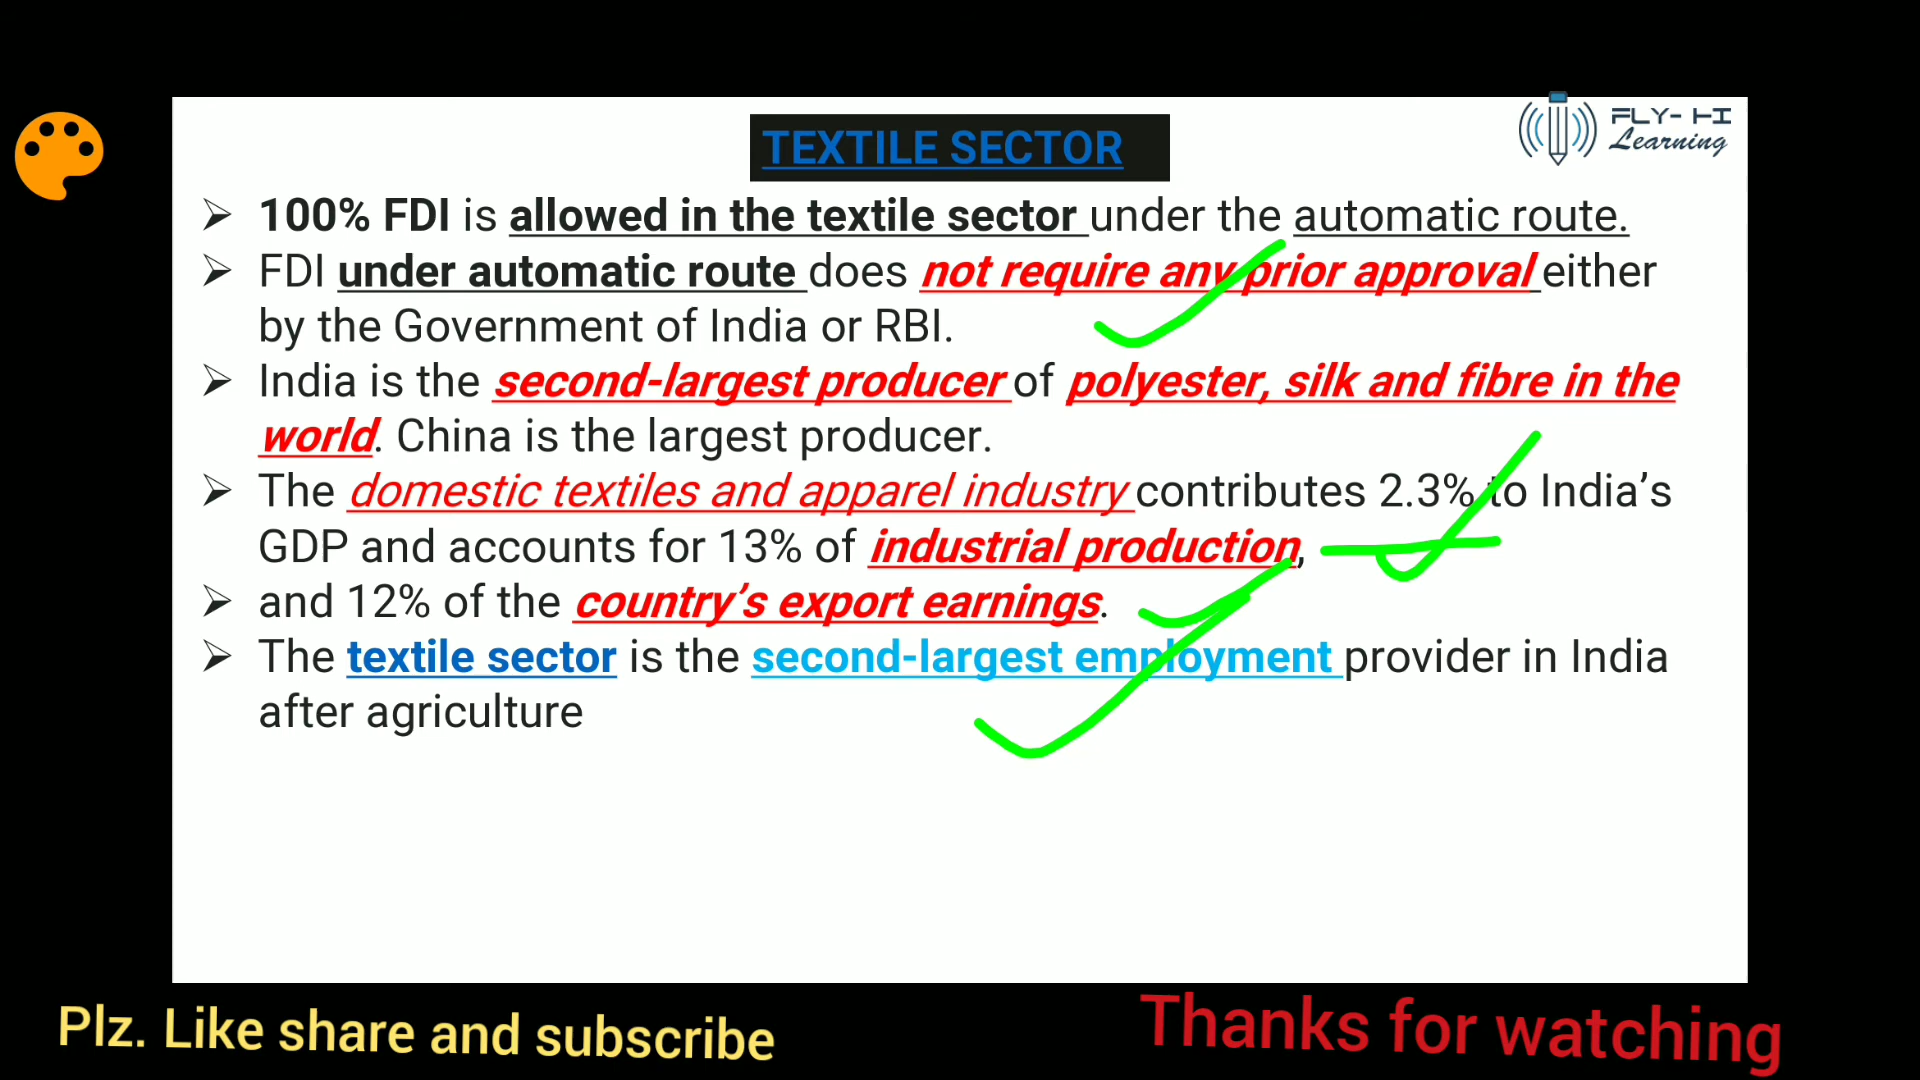 FLY-HI
Learning
TEXTILE SECTOR
➢ 100% FDI is allowed in the textile sector under the automatic route.
➢ FDI under automatic route does not require any prior approval either
by the Government of India or RBI.
➢ India is the second-largest producer of polyester, silk and fibre in the
world. China is the largest producer.
➢ The domestic textiles and apparel industry contributes 2.3% to India’s
GDP and accounts for 13% of industrial production,
➢ and 12% of the country’s export earnings.
➢ The textile sector is the second-largest employment provider in India
after agriculture
Plz. Like share and subscribe
Thanks for watching